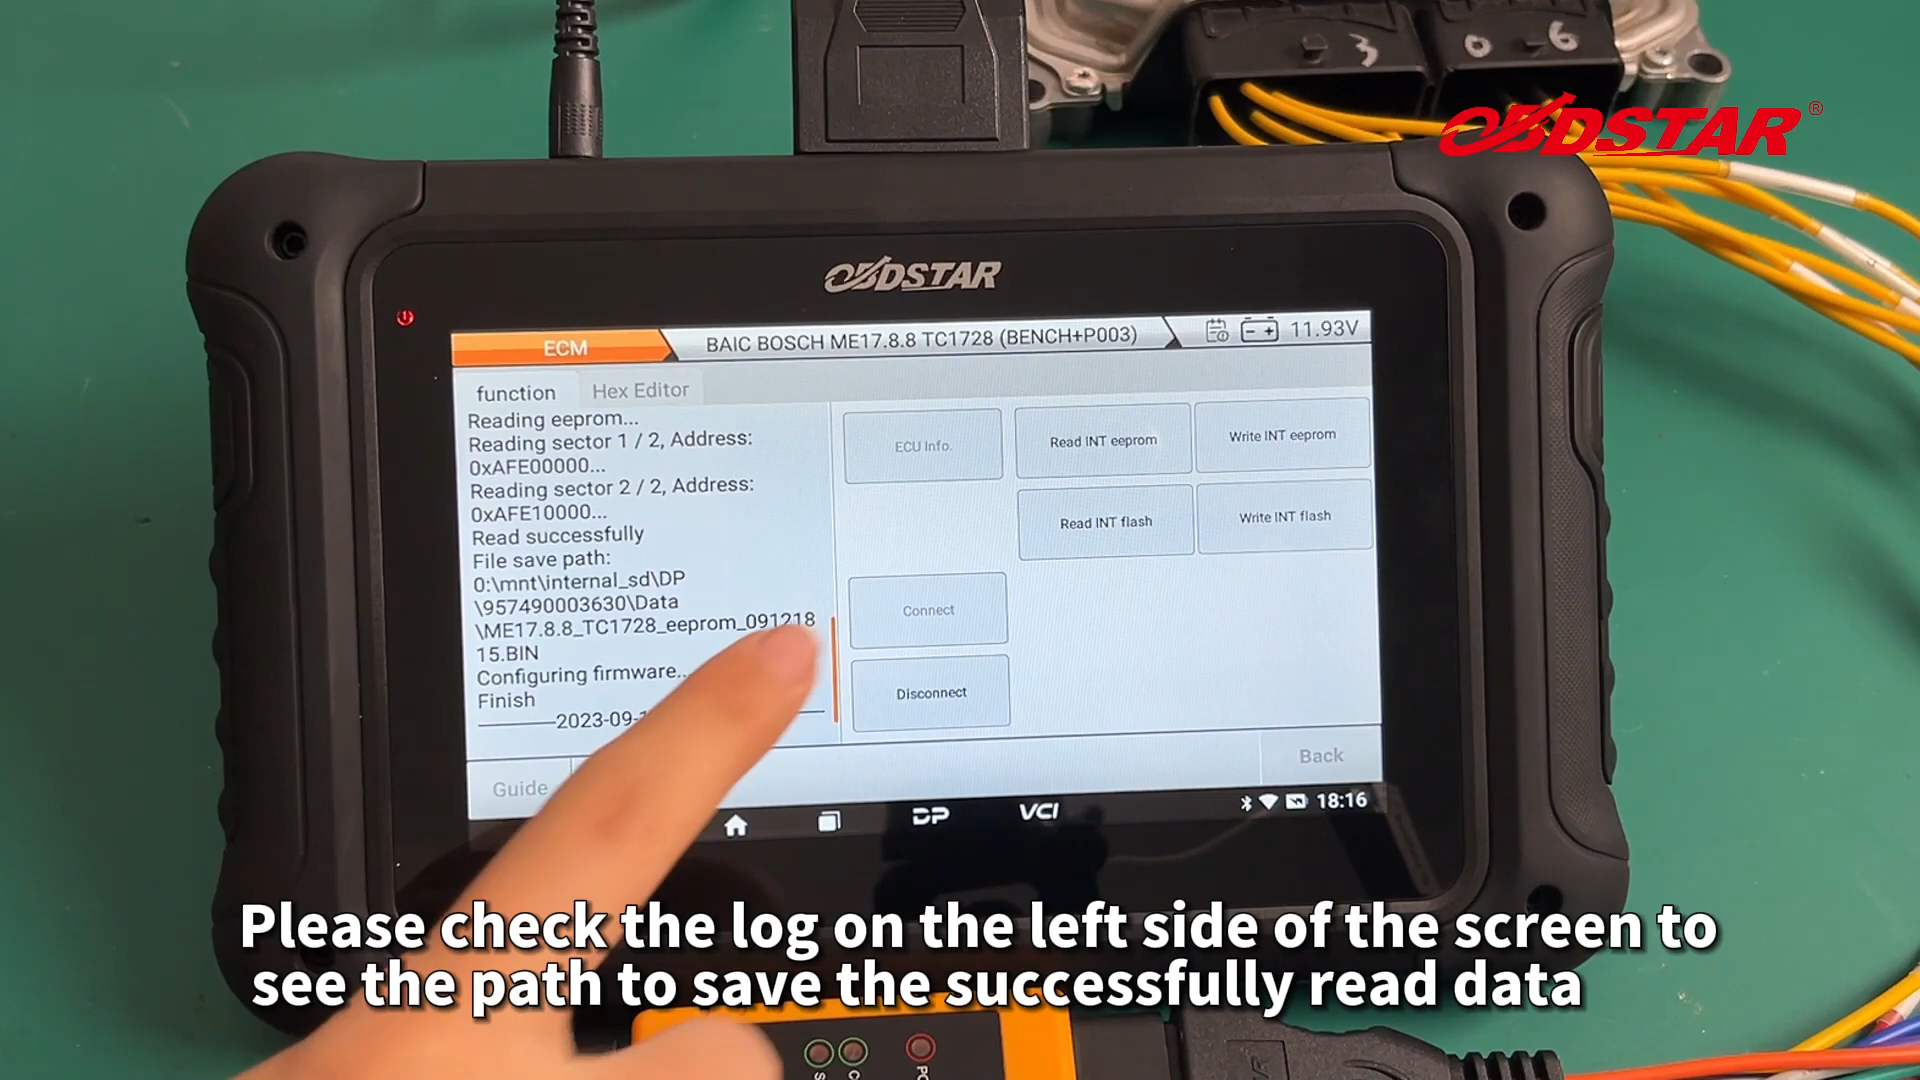 3
0-6
OBDSTAR®
OBDSTAR
ECM
BAIC BOSCH ME17.8.8 TC1728 (BENCH+P003)
11.93V
function
Hex Editor
Reading eeprom...
Reading sector 1 / 2, Address:
0xAFE00000...
Reading sector 2 / 2, Address:
0xAFE10000...
Read successfully
File save path:
0:\mnt\internal_sd\DP
\957490003630\Data
\ME17.8.8_TC1728_eeprom_091218
15.BIN
Configuring firmware...
Finish
2023-09-
ECU Info.
Read INT eeprom
Write INT eeprom
Read INT flash
Write INT flash
Connect
Disconnect
Guide
Back
DP
VCI
18:16
Please check the log on the left side of the screen to
see the path to save the successfully read data